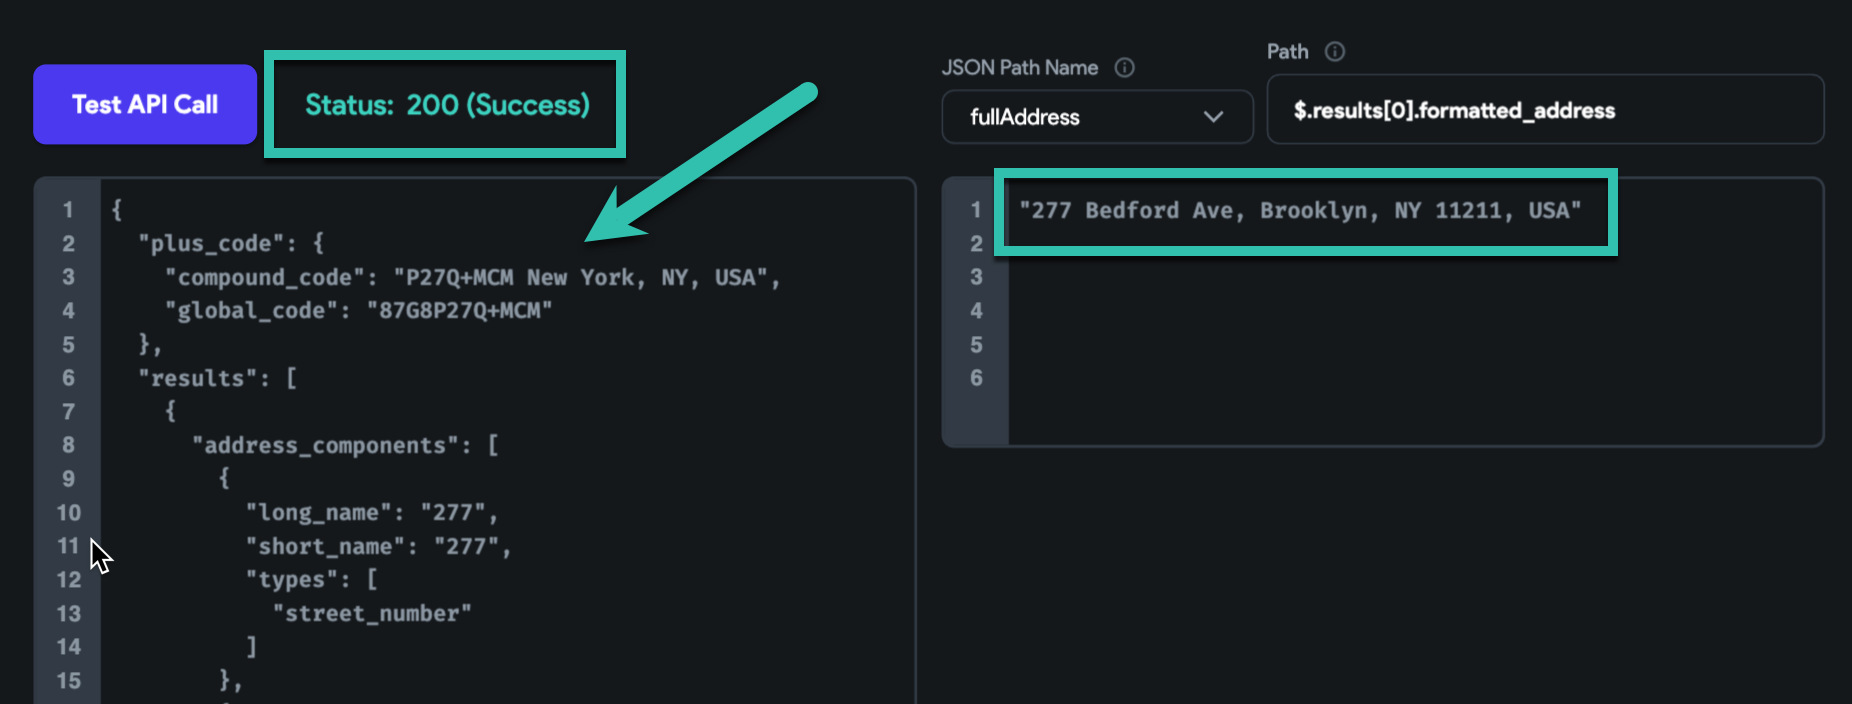 Test API Call
Status: 200 (Success)
JSON Path Name
fullAddress
Path
$.results[0].formatted_address
1 {
2 "plus_code": {
3 "compound_code": "P27Q+MCM New York, NY, USA",
4 "global_code": "87G8P27Q+MCM"
5 },
6 "results": [
7 {
8 "address_components": [
9 {
10 "long_name": "277",
11 "short_name": "277",
12 "types": [
13 "street_number"
14 ]
15 },
1 "277 Bedford Ave, Brooklyn, NY 11211, USA"
2
3
4
5
6